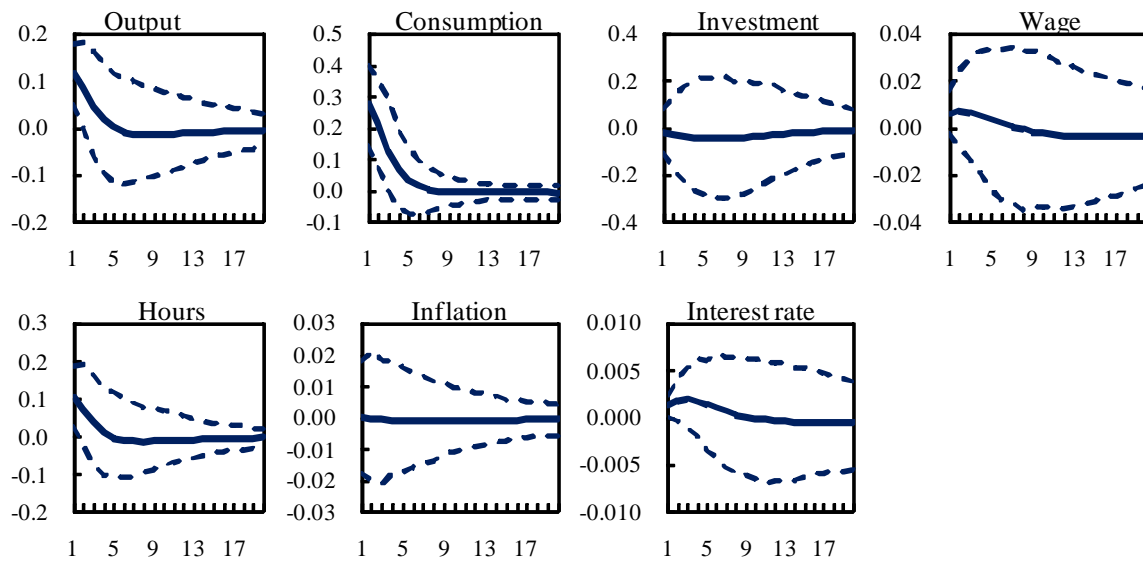 Output Consumption Investment Wage
0.2 0.5 0.4 0.04
0.4
0.1 0.2 0.02
0.3
0.0 0.2 0.0 0.00
0.1
-0.1 -0.2 -0.02
0.0
-0.2 -0.1 -0.4 -0.04
1 5 9 13 17 1 5 9 13 17 1 5 9 13 17 1 5 9 13 17
Hours Inflation Interest rate
0.3 0.03 0.010
0.2 0.02
0.005
0.1 0.01
0.00 0.000
0.0
-0.01
-0.005
-0.1 -0.02
-0.2 -0.03 -0.010
1 5 9 13 17 1 5 9 13 17 1 5 9 13 17